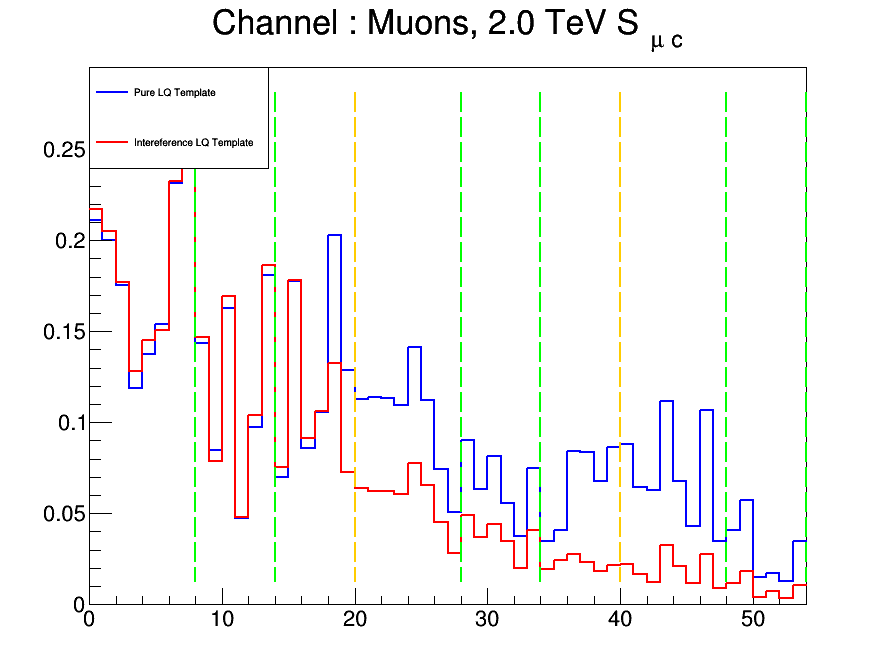 Channel : Muons, 2.0 TeV S μ c
Pure LQ Template
Intereference LQ Template
0.25
0.2
0.15
0.1
0.05
0
0 10 20 30 40 50